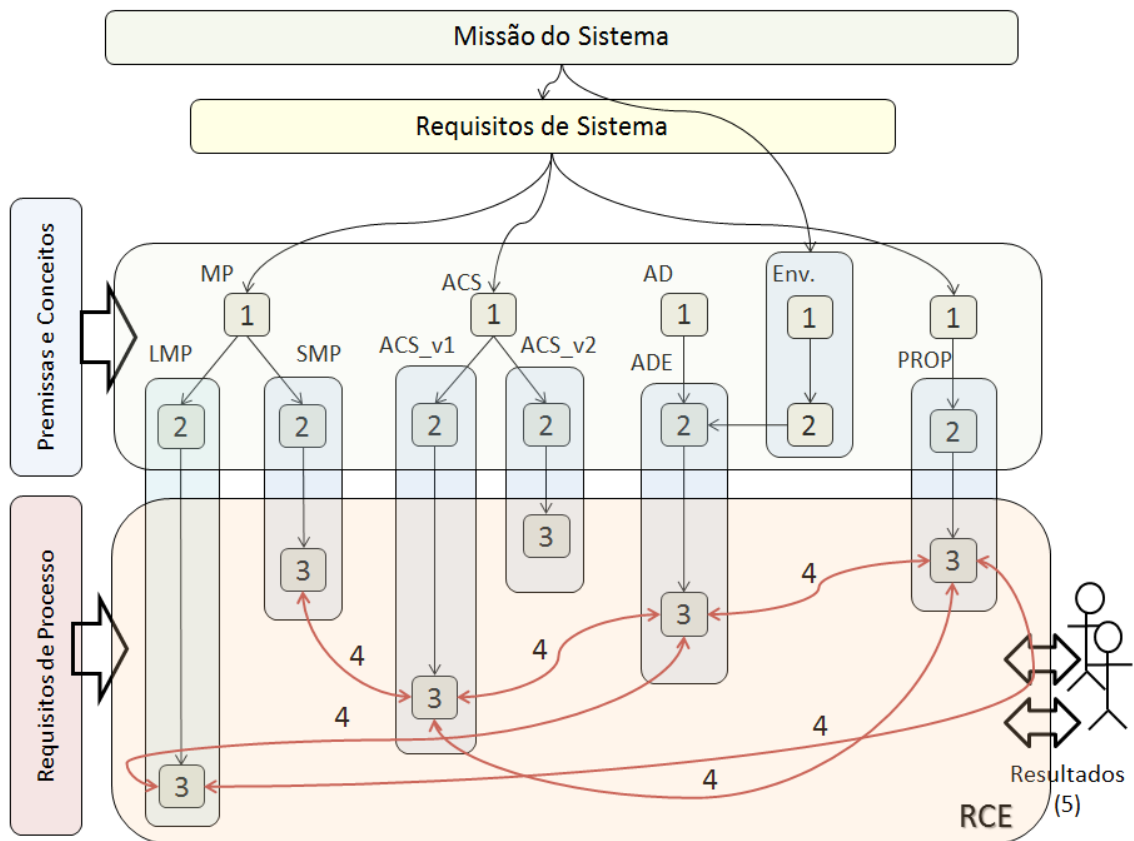 Missão do Sistema
Requisitos de Sistema
Premissas e Conceitos
MP
ACS
AD
Env.
1
1
1
1
1
LMP
SMP
ACS_v1
ACS_v2
ADE
PROP
2
2
2
2
2
2
2
Requisitos de Processo
3
3
3
3
3
3
4
4
4
4
4
4
Resultados
(5)
RCE